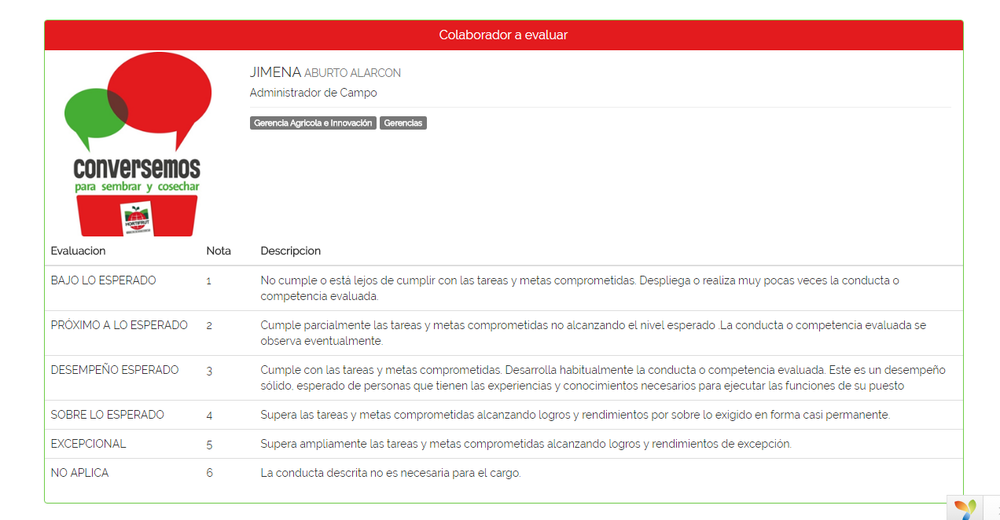 Colaborador a evaluar
JIMENA ABURTO ALARCON
Administrador de Campo
Gerencia Agricola e Innovación Gerencias
conversemos
para sembrar y cosechar
HORTIFRUT
Evaluacion Nota Descripcion
BAJO LO ESPERADO 1 No cumple o está lejos de cumplir con las tareas y metas comprometidas. Despliega o realiza muy pocas veces la conducta o
competencia evaluada.
PRÓXIMO A LO ESPERADO 2 Cumple parcialmente las tareas y metas comprometidas no alcanzando el nivel esperado .La conducta o competencia evaluada se
observa eventualmente.
DESEMPEÑO ESPERADO 3 Cumple con las tareas y metas comprometidas. Desarrolla habitualmente la conducta o competencia evaluada. Este es un desempeño
sólido, esperado de personas que tienen las experiencias y conocimientos necesarios para ejecutar las funciones de su puesto
SOBRE LO ESPERADO 4 Supera las tareas y metas comprometidas alcanzando logros y rendimientos por sobre lo exigido en forma casi permanente.
EXCEPCIONAL 5 Supera ampliamente las tareas y metas comprometidas alcanzando logros y rendimientos de excepción.
NO APLICA 6 La conducta descrita no es necesaria para el cargo.